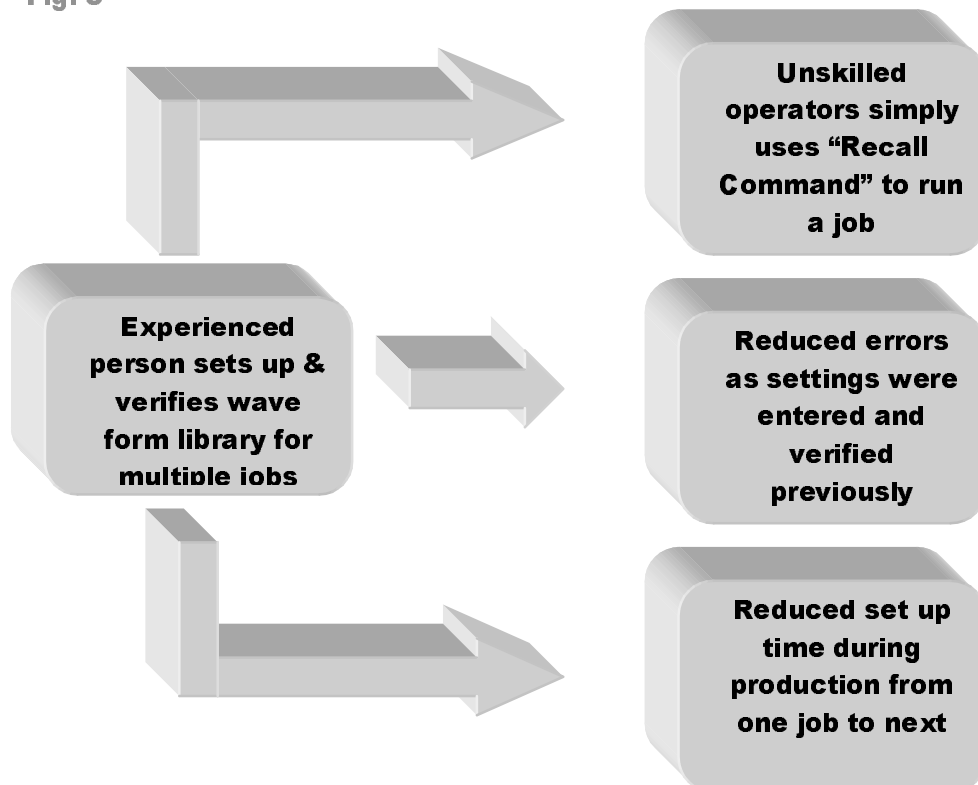 Experienced
person sets up &
verifies wave
form library for
multiple jobs
Unskilled
operators simply
uses “Recall
Command” to run
a job
Reduced errors
as settings were
entered and
verified
previously
Reduced set up
time during
production from
one job to next